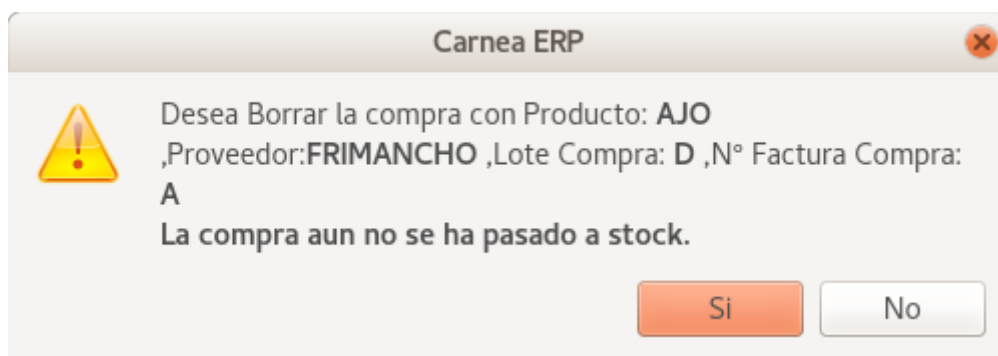 Carnea ERP
Desea Borrar la compra con Producto: AJO
,Proveedor:FRIMANCHO ,Lote Compra: D ,N° Factura Compra:
A
La compra aun no se ha pasado a stock.
Si
No